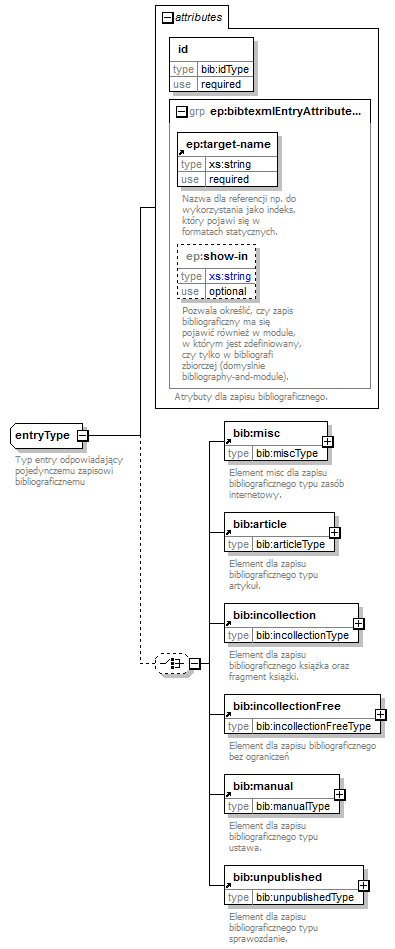 attributes
id
type bib:idType
use required
grp ep:bibtexmlEntryAttribute...
ep:target-name
type xs:string
use required
Nazwa dla referencji np. do
wykorzystania jako indeks,
który pojawi się w
formatach statycznych.
ep:show-in
type xs:string
use optional
Pozwala określić, czy zapis
bibliograficzny ma się
pojawić również w module,
w którym jest zdefiniowany,
czy tylko w bibliografi
zbiorczej (domyslnie
bibliography-and-module).
Atrybuty dla zapisu bibliograficznego.
entryType
Typ entry odpowiadający
pojedynczemu zapisowi
bibliograficznemu
bib:misc
type bib:miscType
Element misc dla zapisu
bibliograficznego typu zasób
internetowy.
bib:article
type bib:articleType
Element dla zapisu
bibliograficznego typu
artykuł.
bib:incollection
type bib:incollectionType
Element dla zapisu
bibliograficznego książka oraz
fragment książki.
bib:incollectionFree
type bib:incollectionFreeType
Element dla zapisu bibliograficznego
bez ograniczeń
bib:manual
type bib:manualType
Element dla zapisu
bibliograficznego typu
ustawa.
bib:unpublished
type bib:unpublishedType
Element dla zapisu
bibliograficznego typu
sprawozdanie.